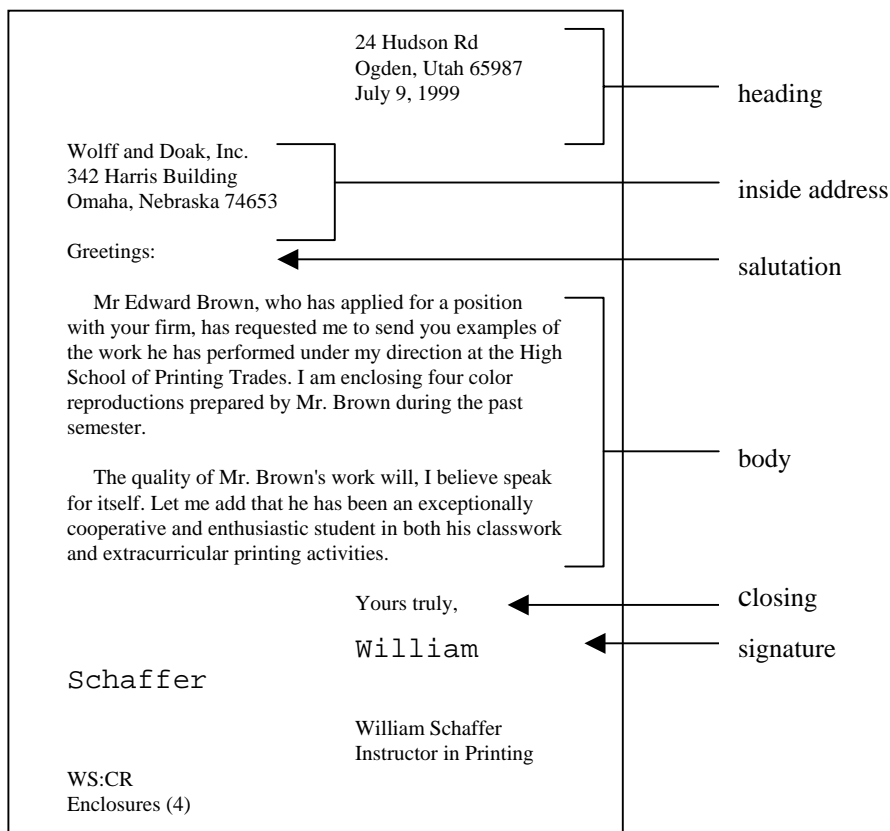 24 Hudson Rd
Ogden, Utah 65987
July 9, 1999
heading
Wolff and Doak, Inc.
342 Harris Building
Omaha, Nebraska 74653
inside address
Greetings:
salutation
Mr Edward Brown, who has applied for a position
with your firm, has requested me to send you examples of
the work he has performed under my direction at the High
School of Printing Trades. I am enclosing four color
reproductions prepared by Mr. Brown during the past
semester.
The quality of Mr. Brown's work will, I believe speak
for itself. Let me add that he has been an exceptionally
cooperative and enthusiastic student in both his classwork
and extracurricular printing activities.
body
Yours truly,
closing
William
signature
Schaffer
William Schaffer
Instructor in Printing
WS:CR
Enclosures (4)